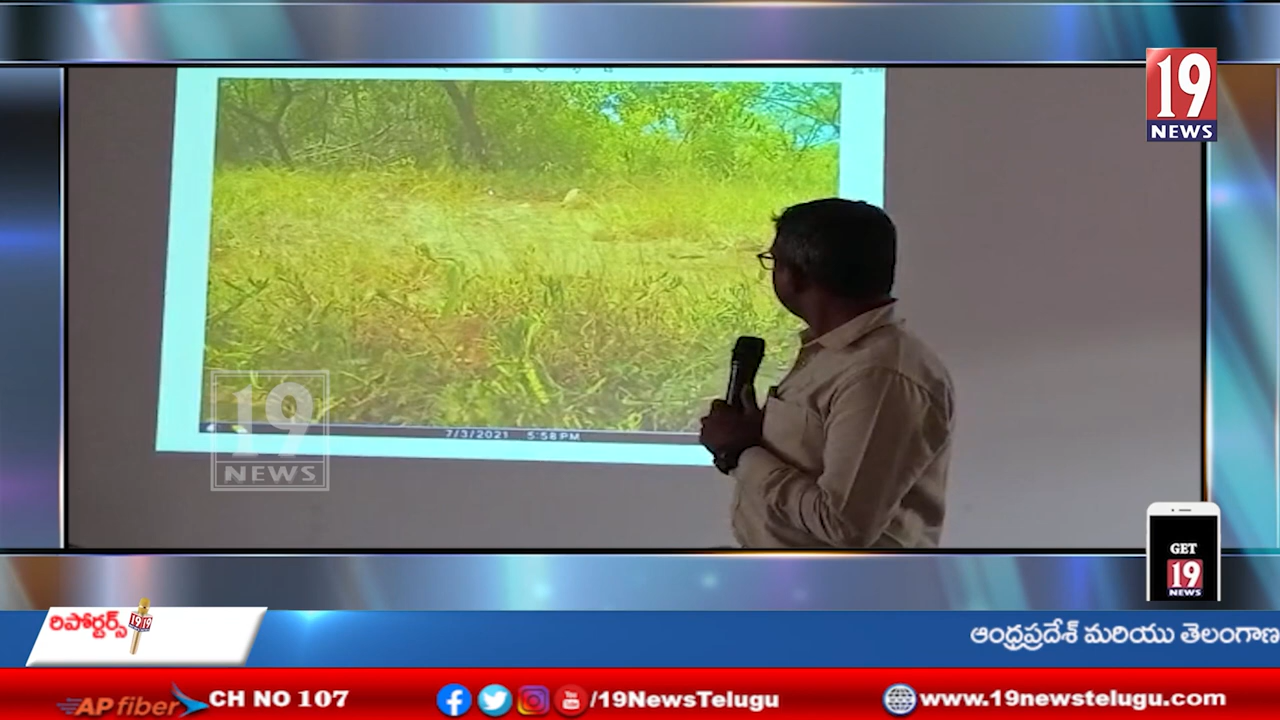 19
NEWS
19
NEWS
7/3/2021 5:58 PM
GET
19
NEWS
రిపోర్టర్స్ 19 19
ఆంధ్రప్రదేశ్ మరియు తెలంగాణ
AP fiber CH NO 107 /19NewsTelugu www.19newstelugu.com